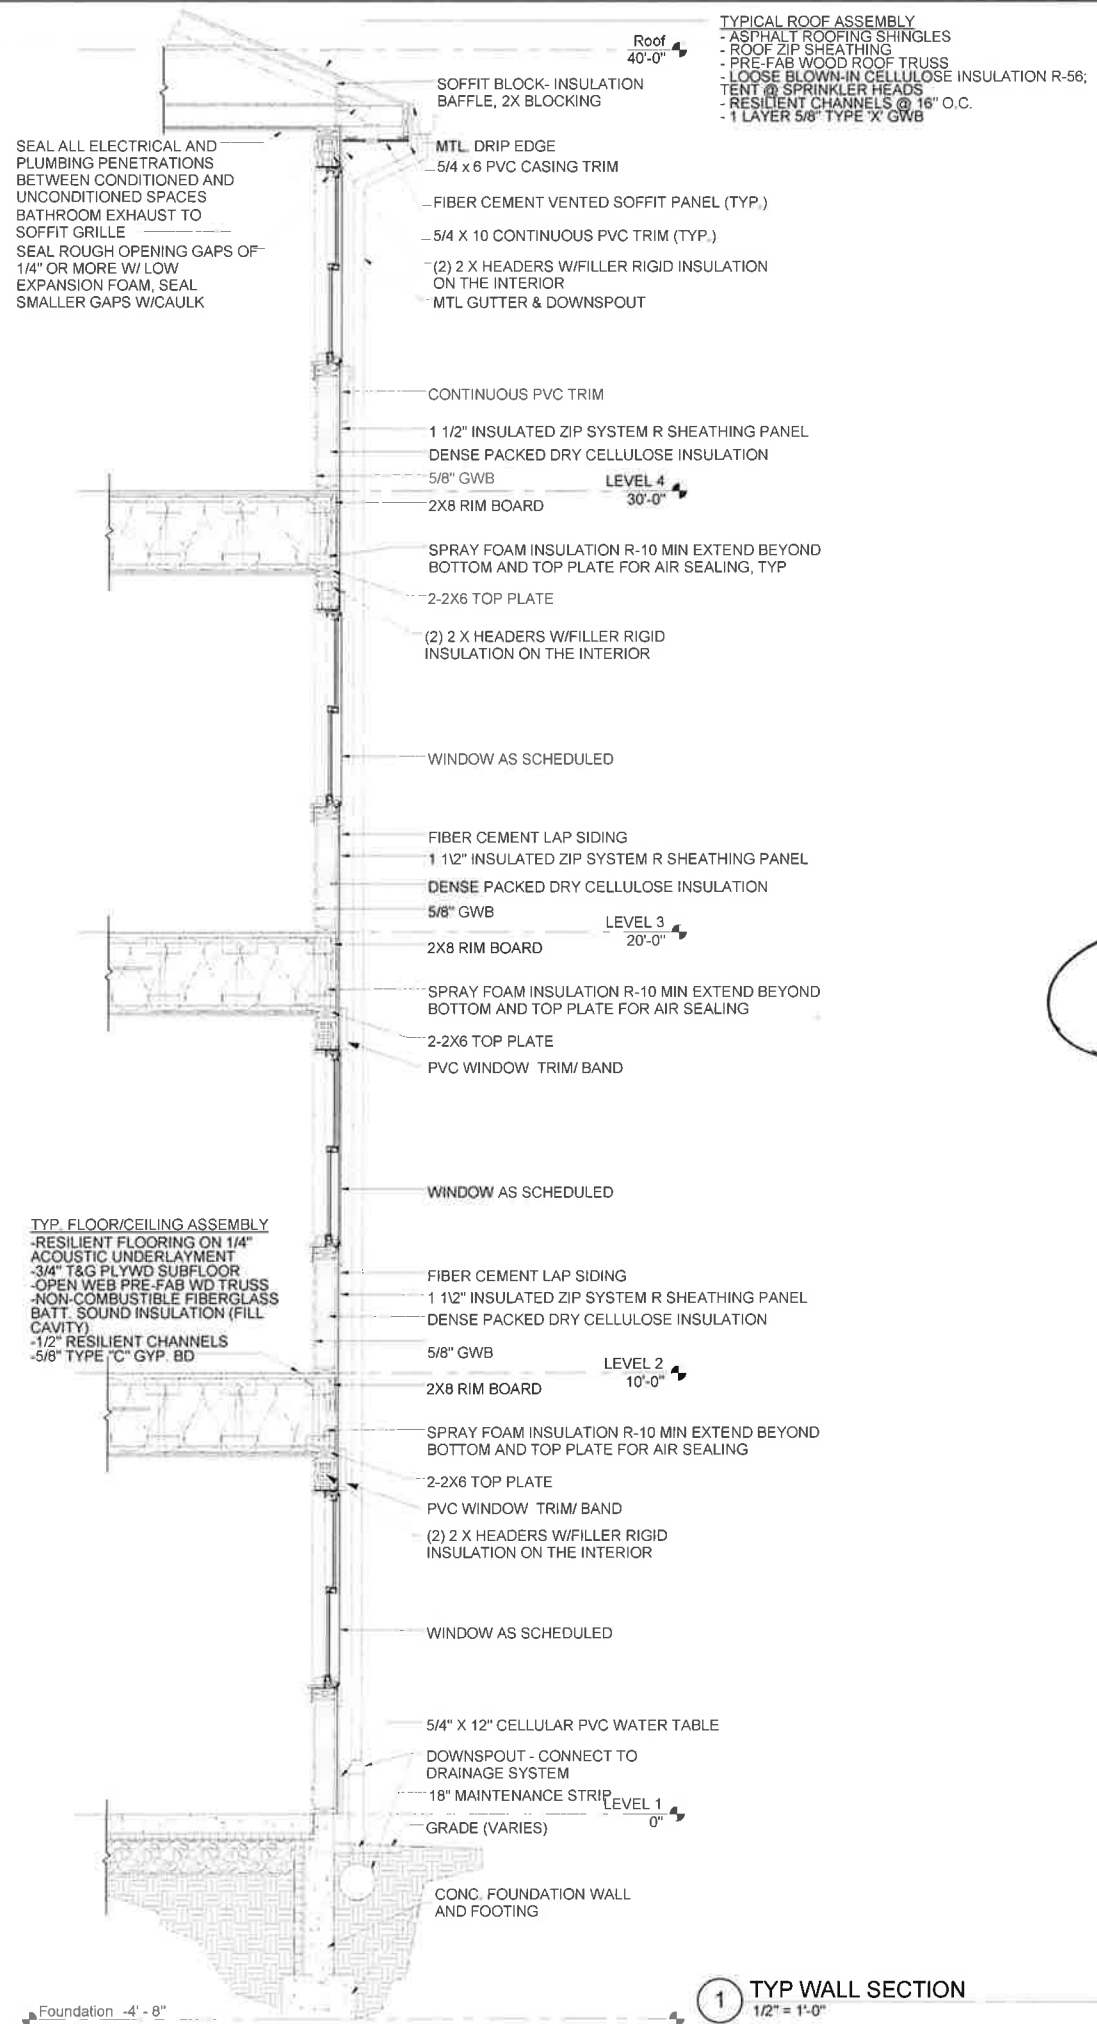 TYPICAL ROOF ASSEMBLY
- ASPHALT ROOFING SHINGLES
- ROOF ZIP SHEATHING
- PRE-FAB WOOD ROOF TRUSS
- LOOSE BLOWN-IN CELLULOSE INSULATION R-56;
TENT @ SPRINKLER HEADS
- RESILIENT CHANNELS @ 16" O.C.
- 1 LAYER 5/8" TYPE 'X' GWB
Roof
40'-0"
SOFFIT BLOCK- INSULATION
BAFFLE, 2X BLOCKING
SEAL ALL ELECTRICAL AND
PLUMBING PENETRATIONS
BETWEEN CONDITIONED AND
UNCONDITIONED SPACES
BATHROOM EXHAUST TO
SOFFIT GRILLE
SEAL ROUGH OPENING GAPS OF
1/4" OR MORE W/ LOW
EXPANSION FOAM, SEAL
SMALLER GAPS W/CAULK
MTL. DRIP EDGE
5/4 x 6 PVC CASING TRIM
FIBER CEMENT VENTED SOFFIT PANEL (TYP.)
5/4 X 10 CONTINUOUS PVC TRIM (TYP.)
(2) 2 X HEADERS W/FILLER RIGID INSULATION
ON THE INTERIOR
MTL GUTTER & DOWNSPOUT
CONTINUOUS PVC TRIM
1 1/2" INSULATED ZIP SYSTEM R SHEATHING PANEL
DENSE PACKED DRY CELLULOSE INSULATION
5/8" GWB
LEVEL 4
30'-0"
2X8 RIM BOARD
SPRAY FOAM INSULATION R-10 MIN EXTEND BEYOND
BOTTOM AND TOP PLATE FOR AIR SEALING, TYP
2-2X6 TOP PLATE
(2) 2 X HEADERS W/FILLER RIGID
INSULATION ON THE INTERIOR
WINDOW AS SCHEDULED
FIBER CEMENT LAP SIDING
1 1\2" INSULATED ZIP SYSTEM R SHEATHING PANEL
DENSE PACKED DRY CELLULOSE INSULATION
5/8" GWB
LEVEL 3
20'-0"
2X8 RIM BOARD
SPRAY FOAM INSULATION R-10 MIN EXTEND BEYOND
BOTTOM AND TOP PLATE FOR AIR SEALING
2-2X6 TOP PLATE
PVC WINDOW TRIM/ BAND
WINDOW AS SCHEDULED
TYP. FLOOR/CEILING ASSEMBLY
-RESILIENT FLOORING ON 1/4"
ACOUSTIC UNDERLAYMENT
-3/4" T&G PLYWD SUBFLOOR
-OPEN WEB PRE-FAB WD TRUSS
-NON-COMBUSTIBLE FIBERGLASS
BATT. SOUND INSULATION (FILL
CAVITY)
-1/2" RESILIENT CHANNELS
-5/8" TYPE "C" GYP. BD
FIBER CEMENT LAP SIDING
1 1\2" INSULATED ZIP SYSTEM R SHEATHING PANEL
DENSE PACKED DRY CELLULOSE INSULATION
5/8" GWB
LEVEL 2
10'-0"
2X8 RIM BOARD
SPRAY FOAM INSULATION R-10 MIN EXTEND BEYOND
BOTTOM AND TOP PLATE FOR AIR SEALING
2-2X6 TOP PLATE
PVC WINDOW TRIM/ BAND
(2) 2 X HEADERS W/FILLER RIGID
INSULATION ON THE INTERIOR
WINDOW AS SCHEDULED
5/4" X 12" CELLULAR PVC WATER TABLE
DOWNSPOUT - CONNECT TO
DRAINAGE SYSTEM
18" MAINTENANCE STRIP
LEVEL 1
0"
GRADE (VARIES)
CONC. FOUNDATION WALL
AND FOOTING
Foundation -4' - 8"
1 TYP WALL SECTION
1/2" = 1'-0"